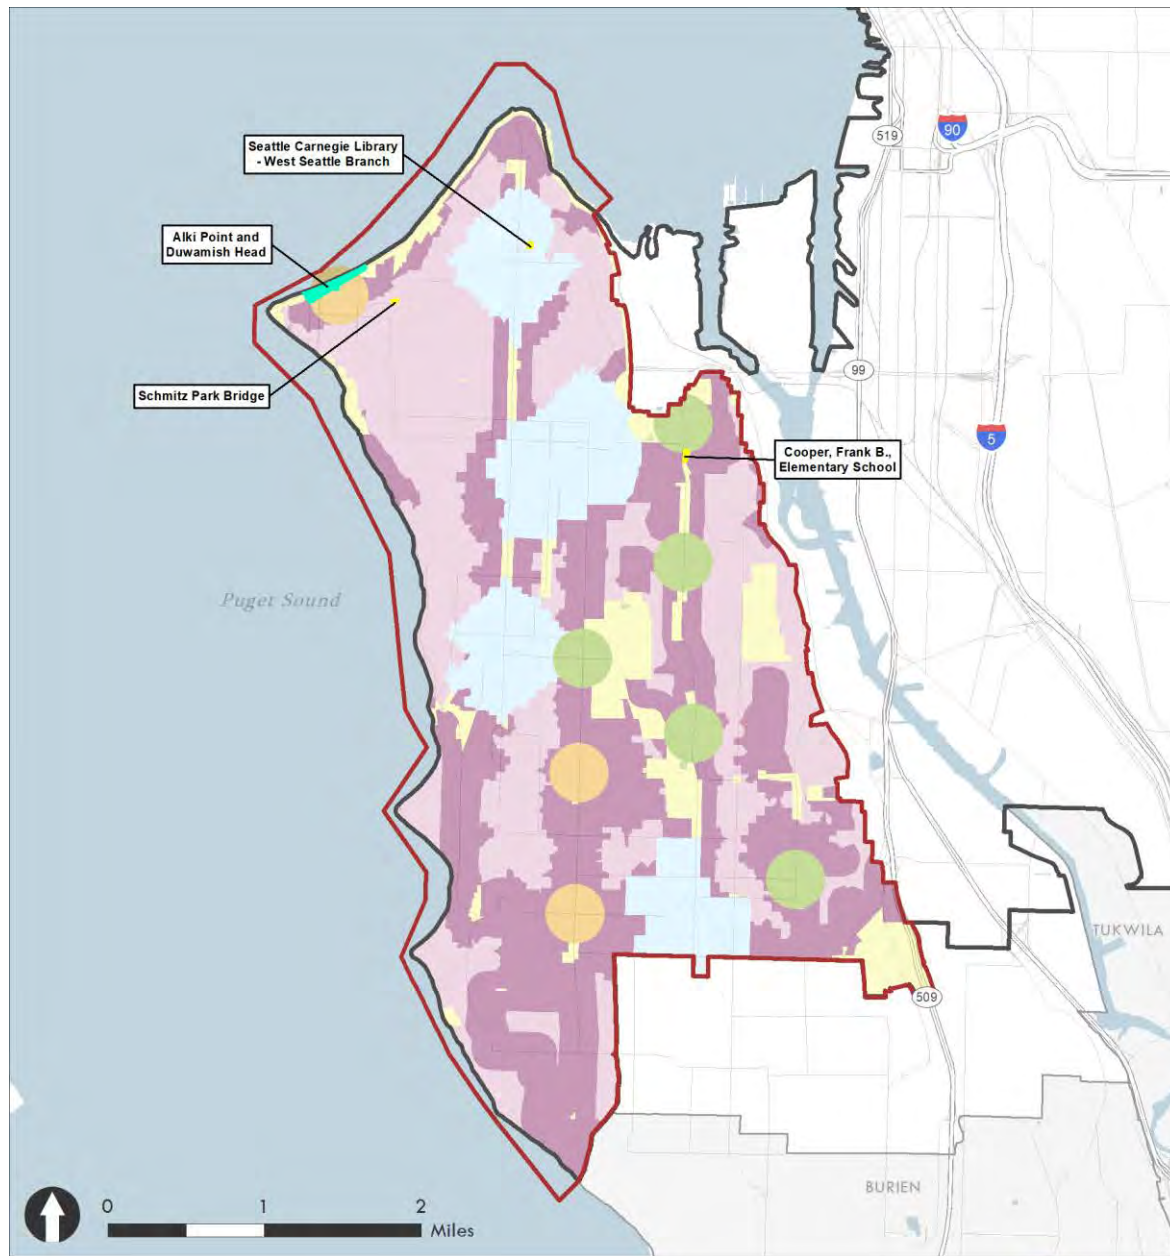 519
90
Seattle Carnegie Library
- West Seattle Branch
Alki Point and
Duwamish Head
99
Schmitz Park Bridge
5
Cooper, Frank B.,
Elementary School
Puget Sound
TUKWILA
509
BURIEN
0 1 2
Miles